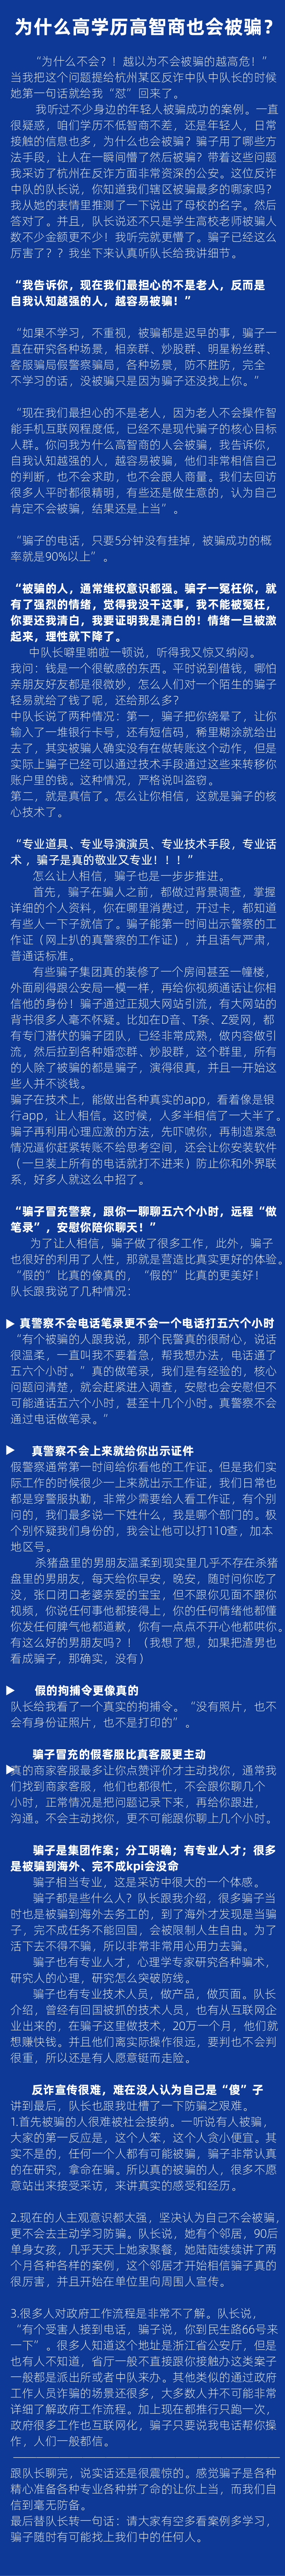 为什么高学历高智商也会被骗？
“为什么不会？！越以为不会被骗的越高危！”
当我把这个问题提给杭州某区反诈中队中队长的时候
她第一句话就给我“怼”回来了。
我听过不少身边的年轻人被骗成功的案例。一直
很疑惑，咱们学历不低智商不差，还是年轻人，日常
接触的信息也多，为什么也会被骗？骗子用了哪些方
法手段，让人在一瞬间懵了然后被骗？带着这些问题
我采访了杭州在反诈方面非常资深的公安。这位反诈
中队的队长说，你知道我们辖区被骗最多的哪家吗？
我从她的表情里推测了一下说出了母校的名字。然后
答对了。并且，队长说还不只是学生高校老师被骗人
数不少金额更不少！我听完就更懵了。骗子已经这么
厉害了？？我坐下来认真听队长给我讲细节。
“我告诉你，现在我们最担心的不是老人，反而是
自我认知越强的人，越容易被骗！“
“如果不学习，不重视，被骗都是迟早的事，骗子一
直在研究各种场景，相亲群、炒股群、明星粉丝群、
客服骗局假警察骗局，各种场景，防不胜防，完全
不学习的话，没被骗只是因为骗子还没找上你。”
“现在我们最担心的不是老人，因为老人不会操作智
能手机互联网程度低，已经不是现代骗子的核心目标
人群。你问我为什么高智商的人会被骗，我告诉你，
自我认知越强的人，越容易被骗，他们非常相信自己
的判断，也不会求助，也不会跟人商量。我们去回访
很多人平时都很精明，有些还是做生意的，认为自己
肯定不会被骗，结果还是上当”。
“骗子的电话，只要5分钟没有挂掉，被骗成功的概
率就是90%以上”。
“被骗的人，通常维权意识都强。骗子一冤枉你，就
有了强烈的情绪，觉得我没干这事，我不能被冤枉，
你要还我清白，我要证明我是清白的！情绪一旦被激
起来，理性就下降了。
中队长噼里啪啦一顿说，听得我又惊又纳闷。
我问：钱是一个很敏感的东西。平时说到借钱，哪怕
亲朋友好友都是很微妙，怎么人们对一个陌生的骗子
轻易就给了钱了呢，还给那么多？
中队长说了两种情况：第一，骗子把你绕晕了，让你
输入了一堆银行卡号，还有短信码，稀里糊涂就给出
去了，其实被骗人确实没有在做转账这个动作，但是
实际上骗子已经可以通过技术手段通过这些来转移你
账户里的钱。这种情况，严格说叫盗窃。
第二，就是真信了。怎么让你相信，这就是骗子的核
心技术了。
“专业道具、专业导演演员、专业技术手段，专业话
术 ，骗子是真的敬业又专业！！！”
怎么让人相信，骗子也是一步步推进。
首先，骗子在骗人之前，都做过背景调查，掌握
详细的个人资料，你在哪里消费过，开过卡，都知道
有些人一下子就信了。骗子能第一时间出示警察的工
作证（网上扒的真警察的工作证），并且语气严肃，
普通话标准。
有些骗子集团真的装修了一个房间甚至一幢楼，
外面刷得跟公安局一模一样，再给你视频通话让你相
信他的身份！骗子通过正规大网站引流，有大网站的
背书很多人毫不怀疑。比如在D音、T条、Z爱网，都
有专门潜伏的骗子团队，已经非常成熟，做内容做引
流，然后拉到各种婚恋群、炒股群，这个群里，所有
的人除了被骗的都是骗子，演得很真，并且一开始这
些人并不谈钱。
骗子在技术上，能做出各种真实的app，看着像是银
行app，让人相信。这时候，人多半相信了一大半了。
骗子再利用心理应激的方法，先吓唬你，再制造紧急
情况逼你赶紧转账不给思考空间，还会让你安装软件
（一旦装上所有的电话就打不进来）防止你和外界联
系，好多人就这么中招了。
“骗子冒充警察，跟你一聊聊五六个小时，远程“做
笔录”，安慰你陪你聊天！”
为了让人相信，骗子做了很多工作，此外，骗子
也很好的利用了人性，那就是营造比真实更好的体验。
“假的”比真的像真的，“假的”比真的更美好！
队长跟我说了几种情况：
▶ 真警察不会电话笔录更不会一个电话打五六个小时
“有个被骗的人跟我说，那个民警真的很耐心，说话
很温柔，一直叫我不要着急，帮我想办法，电话通了
五六个小时。”真的做笔录，我们是有经验的，核心
问题问清楚，就会赶紧进入调查，安慰也会安慰但不
可能通话五六个小时，甚至十几个小时。真警察不会
通过电话做笔录。”
▶ 真警察不会上来就给你出示证件
假警察通常第一时间给你看他的工作证。但是我们实
际工作的时候很少一上来就出示工作证，我们日常也
都是穿警服执勤，非常少需要给人看工作证，有个别
问的，我们最多说一下姓什么，我是哪个部门的。极
个别怀疑我们身份的，我会让他可以打110查，加本
地区号。
杀猪盘里的男朋友温柔到现实里几乎不存在杀猪
盘里的男朋友，每天给你早安，晚安，随时问你吃了
没，张口闭口老婆亲爱的宝宝，但不跟你见面不跟你
视频，你说任何事他都接得上，你的任何情绪他都懂
你发任何脾气他都道歉，你有一点点不开心他都哄你。
有这么好的男朋友吗？！（我想了想，如果把渣男也
看成骗子，那确实，没有）
▶ 假的拘捕令更像真的
队长给我看了一个真实的拘捕令。“没有照片，也不
会有身份证照片，也不是打印的”。
骗子冒充的假客服比真客服更主动
▶真的商家客服最多让你点赞评价才主动找你，通常我
们找到商家客服，他们也都很忙，不会跟你聊几个
小时，正常情况是把问题记录下来，再给你跟进，
沟通。不会主动找你，更不可能跟你聊上几个小时。
骗子是集团作案；分工明确；有专业人才；很多
是被骗到海外、完不成kpi会没命
骗子相当专业，这是采访中很大的一个体感。
骗子都是些什么人？队长跟我介绍，很多骗子当
时也是被骗到海外去务工的，到了海外才发现是当骗
子，完不成任务不能回国，会被限制人生自由。为了
活下去不得不骗，所以非常非常用心用力去骗。
骗子也有专业人才，心理学专家研究各种骗术，
研究人的心理，研究怎么突破防线。
骗子也有专业技术人员，做产品，做页面。队长
介绍，曾经有回国被抓的技术人员，也有从互联网企
业出来的，在骗子这里做技术，20万一个月，他们就
想赚快钱。并且他们离实际操作很远，要判也不会判
很重，所以还是有人愿意铤而走险。
反诈宣传很难，难在没人认为自己是“傻”子
讲到最后，队长也跟我吐槽了一下防骗之艰难。
1.首先被骗的人很难被社会接纳。一听说有人被骗，
大家的第一反应是，这个人笨，这个人贪小便宜。其
实不是的，任何一个人都有可能被骗，骗子非常认真
的在研究，拿命在骗。所以真的被骗的人，很多不愿
意站出来接受采访，来讲真实的感受和经历。
2.现在的人主观意识都太强，坚决认为自己不会被骗，
更不会去主动学习防骗。队长说，她有个邻居，90后
单身女孩，几乎天天上她家聚餐，她陆陆续续讲了两
个月各种各样的案例，这个邻居才开始相信骗子真的
很厉害，并且开始在单位里向周围人宣传。
3.很多人对政府工作流程是非常不了解。队长说，
“有个受害人接到电话，骗子说，你到民生路66号来
一下”。很多人知道这个地址是浙江省公安厅，但是
也有人不知道，省厅一般不直接跟你接触办这类案子
一般都是派出所或者中队来办。其他类似的通过政府
工作人员诈骗的场景还很多，大多数人并不可能非常
详细了解政府工作流程。加上现在都推行只跑一次，
政府很多工作也互联网化，骗子只要说我电话帮你操
作，人们一般都信。
跟队长聊完，说实话还是很震惊的。感觉骗子是各种
精心准备各种专业各种拼了命的让你上当，而我们自
信到毫无防备。
最后替队长转一句话：请大家有空多看案例多学习，
骗子随时有可能找上我们中的任何人。